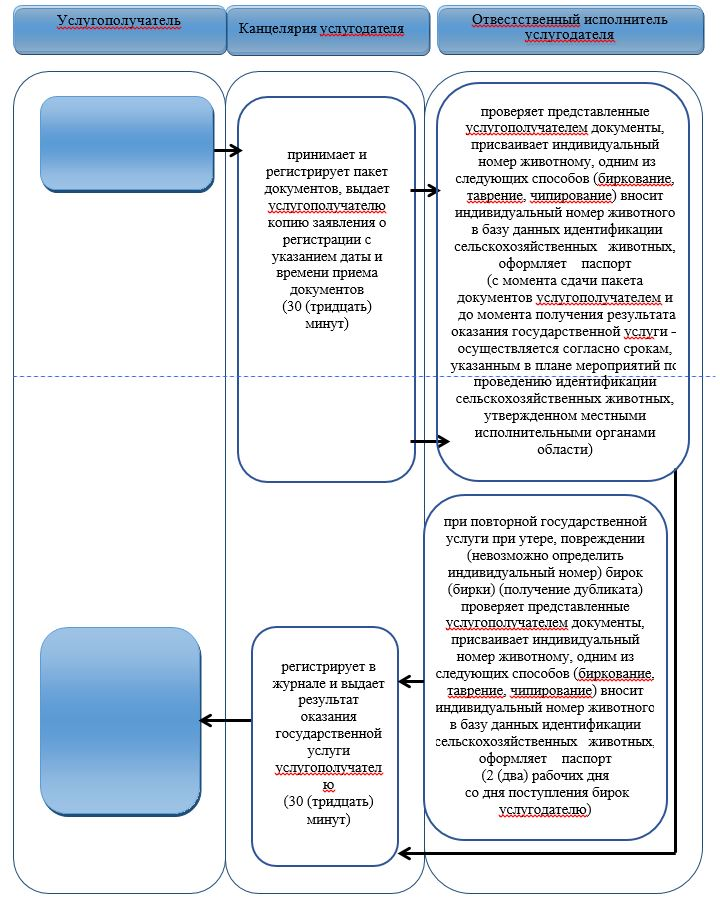 Услугополучатель
Канцелярия услугодателя
Ответственный исполнитель
услугодателя
принимает и
регистрирует пакет
документов, выдает
услугополучателю
копию заявления о
регистрации с
указанием даты и
времени приема
документов
(30 (тридцать)
минут)
проверяет представленные
услугополучателем документы,
присваивает индивидуальный
номер животному, одним из
следующих способов (биркование,
таврение, чипирование) вносит
индивидуальный номер животного
в базу данных идентификации
сельскохозяйственных животных,
оформляет паспорт
(с момента сдачи пакета
документов услугополучателем и
до момента получения результата
оказания государственной услуги -
осуществляется согласно срокам,
указанным в плане мероприятий по
проведению идентификации
сельскохозяйственных животных,
утвержденном местными
исполнительными органами
области)
при повторной государственной
услуги при утере, повреждении
(невозможно определить
индивидуальный номер) бирок
(бирки) (получение дубликата)
проверяет представленные
услугополучателем документы,
присваивает индивидуальный
номер животному, одним из
следующих способов (биркование,
таврение, чипирование) вносит
индивидуальный номер животного
в базу данных идентификации
сельскохозяйственных животных,
оформляет паспорт
(2 (два) рабочих дня
со дня поступления бирок
услугодателю)
регистрирует в
журнале и выдает
результат
оказания
государственной
услуги
услугополучател
ю
(30 (тридцать)
минут)